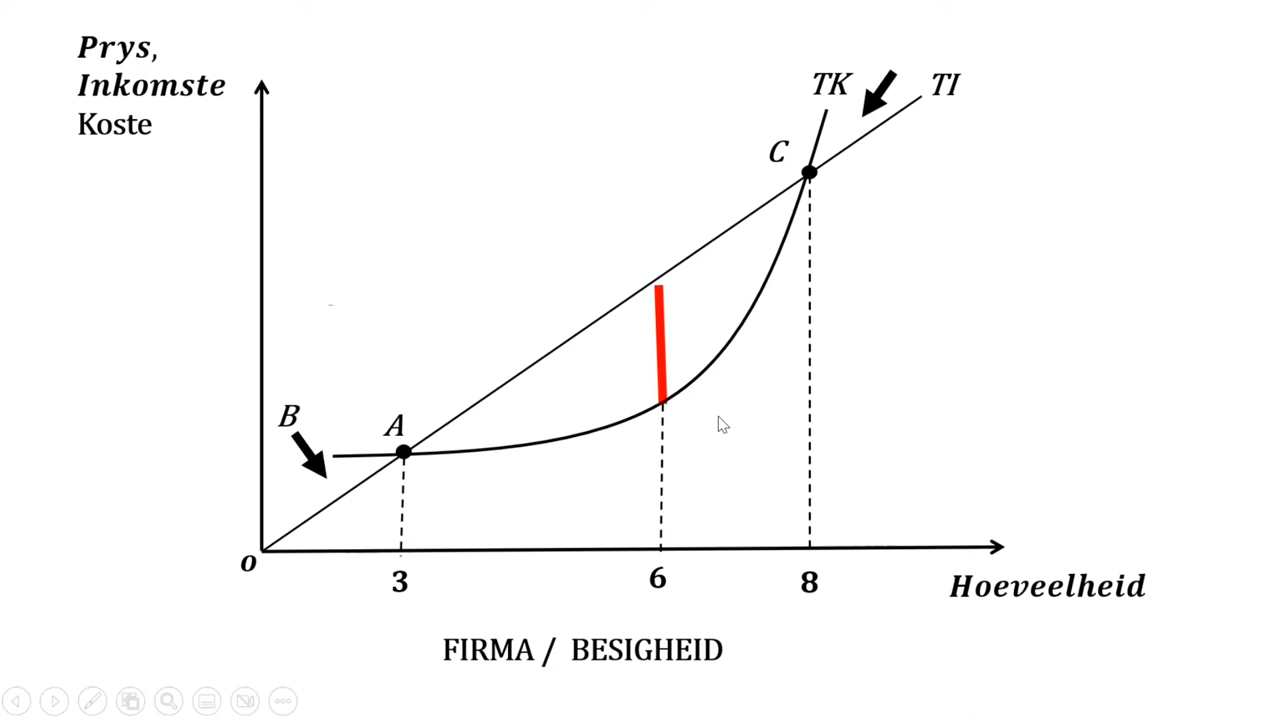 Prys,
Inkomste
Koste
TK
TI
C
B
A
o
3
6
8
Hoeveelheid
FIRMA / BESIGHEID